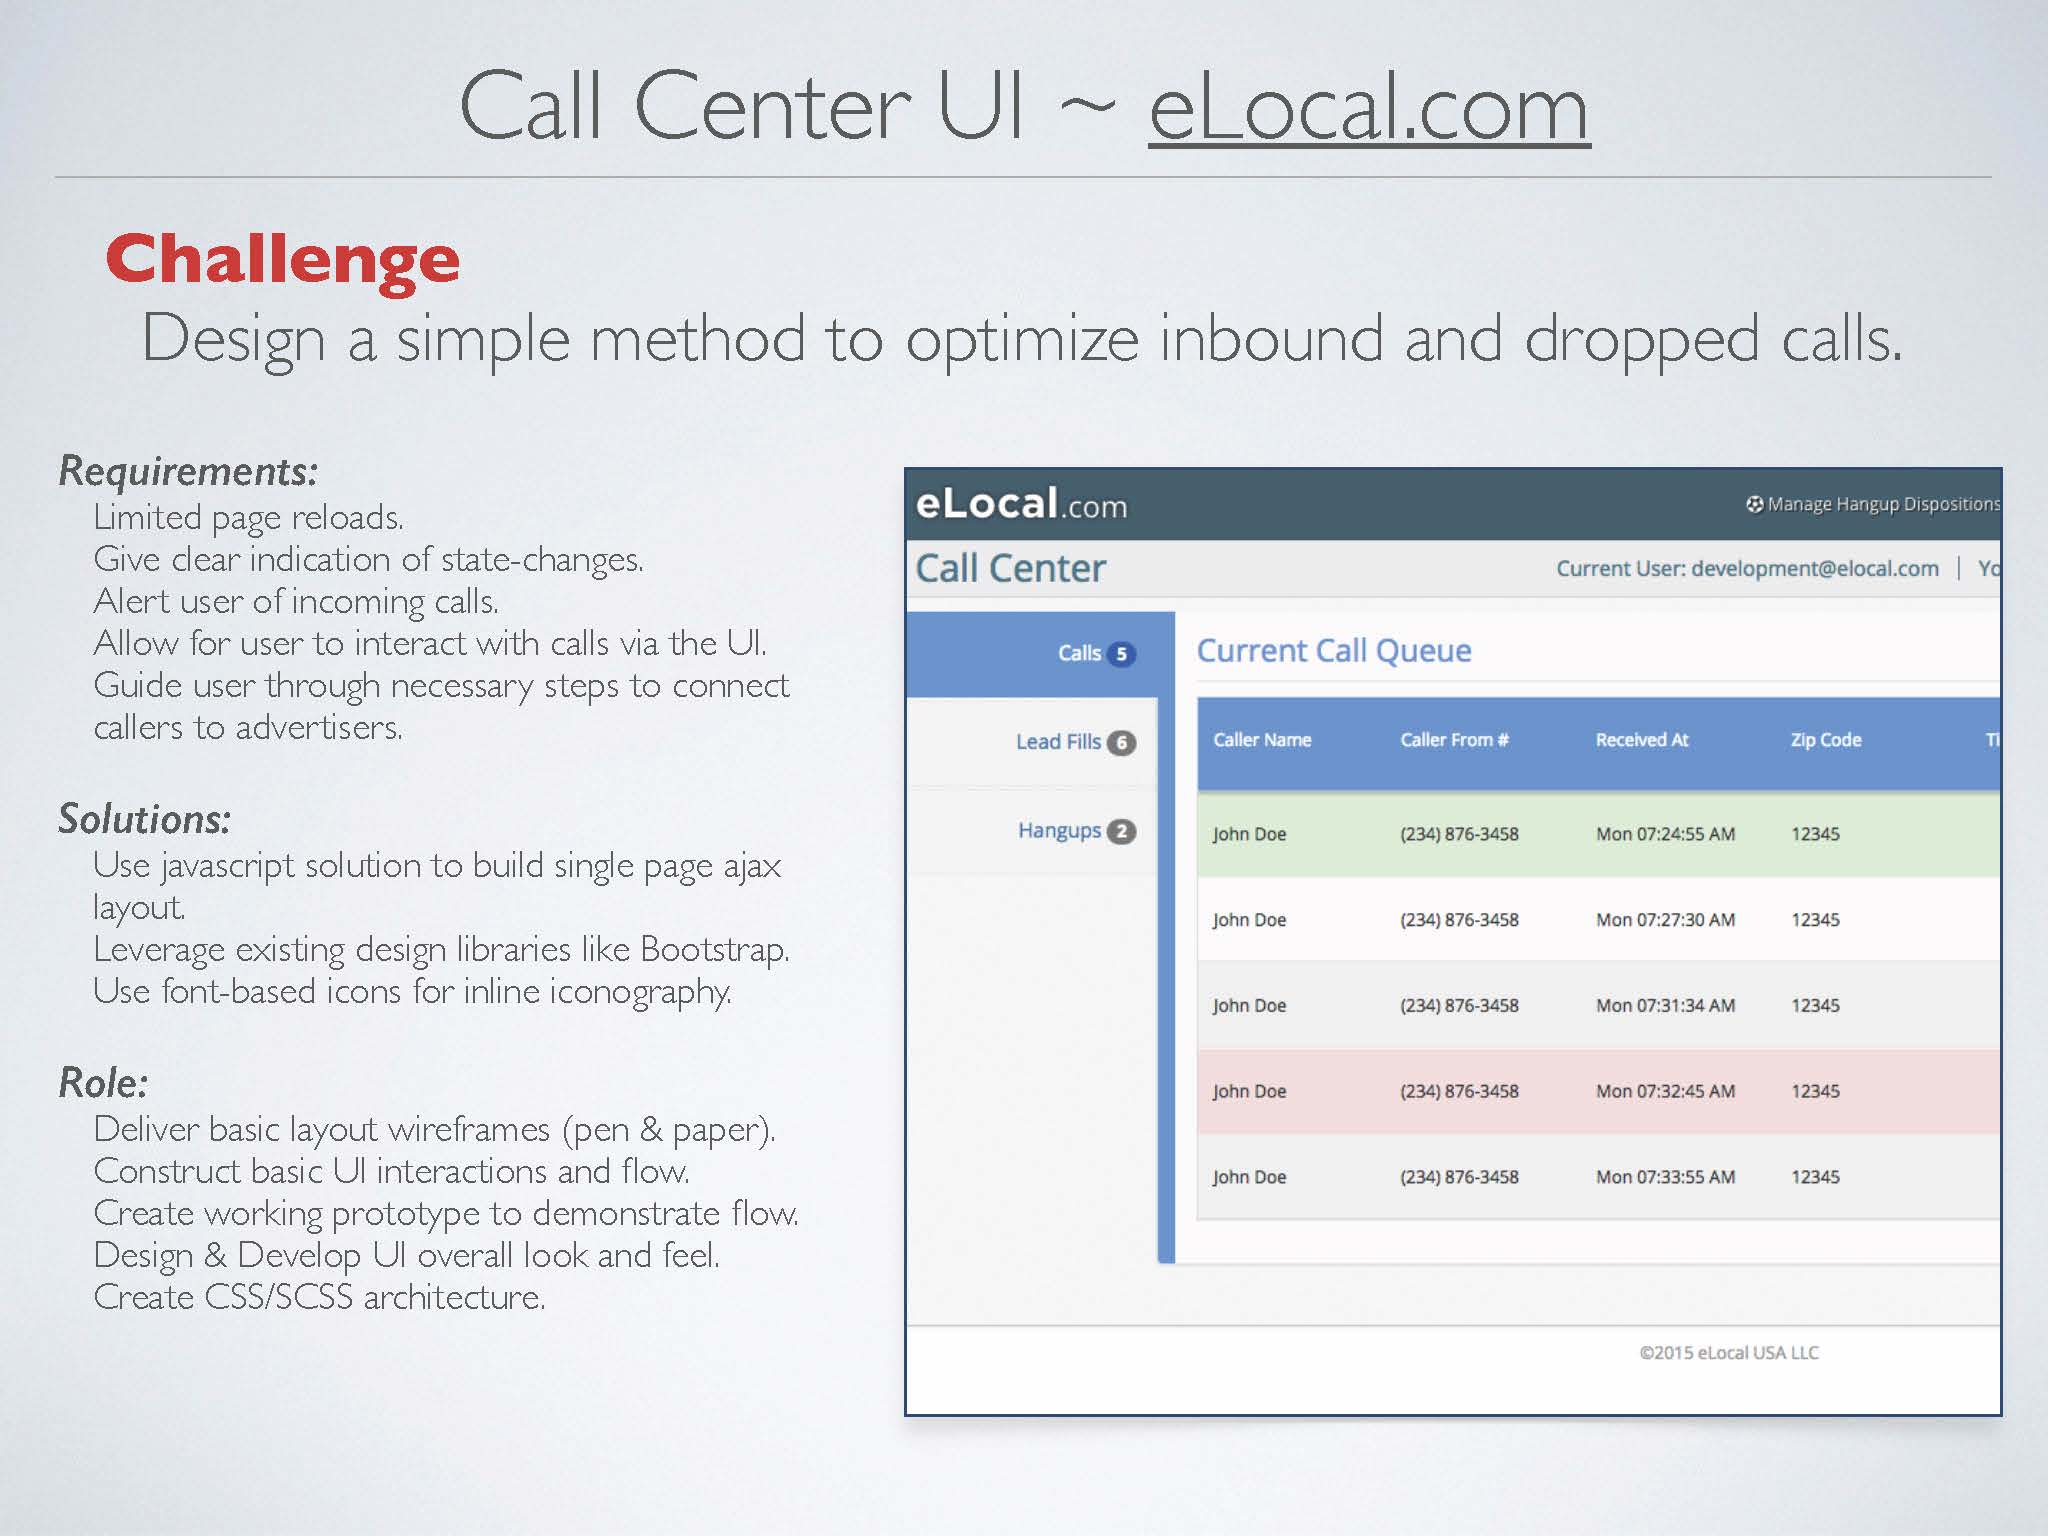 Call Center UI ~ eLocal.com
Challenge
Design a simple method to optimize inbound and dropped calls.
Requirements:
Limited page reloads.
Give clear indication of state-changes.
Alert user of incoming calls.
Allow for user to interact with calls via the UI.
Guide user through necessary steps to connect
callers to advertisers.
Solutions:
Use javascript solution to build single page ajax
layout.
Leverage existing design libraries like Bootstrap.
Use font-based icons for inline iconography.
Role:
Deliver basic layout wireframes (pen & paper).
Construct basic UI interactions and flow.
Create working prototype to demonstrate flow.
Design & Develop UI overall look and feel.
Create CSS/SCSS architecture.
eLocal.com
Manage Hangup Dispositions
Call Center
Current User: development@elocal.com | Yo
Calls 5
Lead Fills 6
Hangups 2
Current Call Queue
Caller Name Caller From # Received At Zip Code Ti
John Doe (234) 876-3458 Mon 07:24:55 AM 12345
John Doe (234) 876-3458 Mon 07:27:30 AM 12345
John Doe (234) 876-3458 Mon 07:31:34 AM 12345
John Doe (234) 876-3458 Mon 07:32:45 AM 12345
John Doe (234) 876-3458 Mon 07:33:55 AM 12345
©2015 eLocal USA LLC